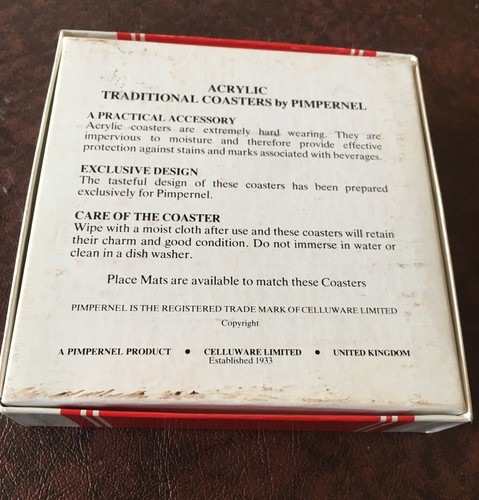 ACRYLIC
TRADITIONAL COASTERS by PIMPERNEL
A PRACTICAL ACCESSORY
Acrylic coasters are extremely hard wearing. They are
impervious to moisture and therefore provide effective
protection against stains and marks associated with beverages.
EXCLUSIVE DESIGN
The tasteful design of these coasters has been prepared
exclusively for Pimpernel.
CARE OF THE COASTER
Wipe with a moist cloth after use and these coasters will retain
their charm and good condition. Do not immerse in water or
clean in a dish washer.
Place Mats are available to match these Coasters
PIMPERNEL IS THE REGISTERED TRADE MARK OF CELLUWARE LIMITED
Copyright
A PIMPERNEL PRODUCT • CELLUWARE LIMITED • UNITED KINGDOM
Established 1933